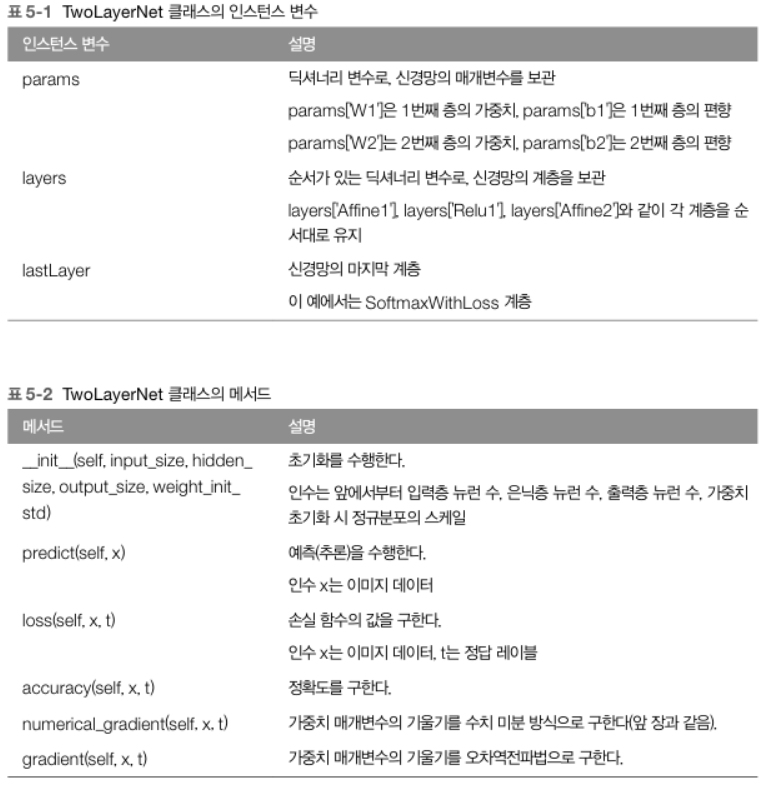 표 5-1 TwoLayerNet 클래스의 인스턴스 변수
인스턴스 변수 설명
params 딕셔너리 변수로, 신경망의 매개변수를 보관
params['W1']은 1번째 층의 가중치, params['b1']은 1번째 층의 편향
params['W2']는 2번째 층의 가중치, params['b2']는 2번째 층의 편향
layers 순서가 있는 딕셔너리 변수로, 신경망의 계층을 보관
layers['Affine1'], layers['Relu1'], layers['Affine2']와 같이 각 계층을 순
서대로 유지
lastLayer 신경망의 마지막 계층
이 예에서는 SoftmaxWithLoss 계층
표 5-2 TwoLayerNet 클래스의 메서드
메서드 설명
__init__(self, input_size, hidden_ 초기화를 수행한다.
size, output_size, weight_init_ 인수는 앞에서부터 입력층 뉴런 수, 은닉층 뉴런 수, 출력층 뉴런 수, 가중치
std) 초기화 시 정규분포의 스케일
predict(self, x) 예측(추론)을 수행한다.
인수 x는 이미지 데이터
loss(self, x, t) 손실 함수의 값을 구한다.
인수 x는 이미지 데이터, t는 정답 레이블
accuracy(self, x, t) 정확도를 구한다.
numerical_gradient(self, x, t) 가중치 매개변수의 기울기를 수치 미분 방식으로 구한다(앞 장과 같음).
gradient(self, x, t) 가중치 매개변수의 기울기를 오차역전파법으로 구한다.